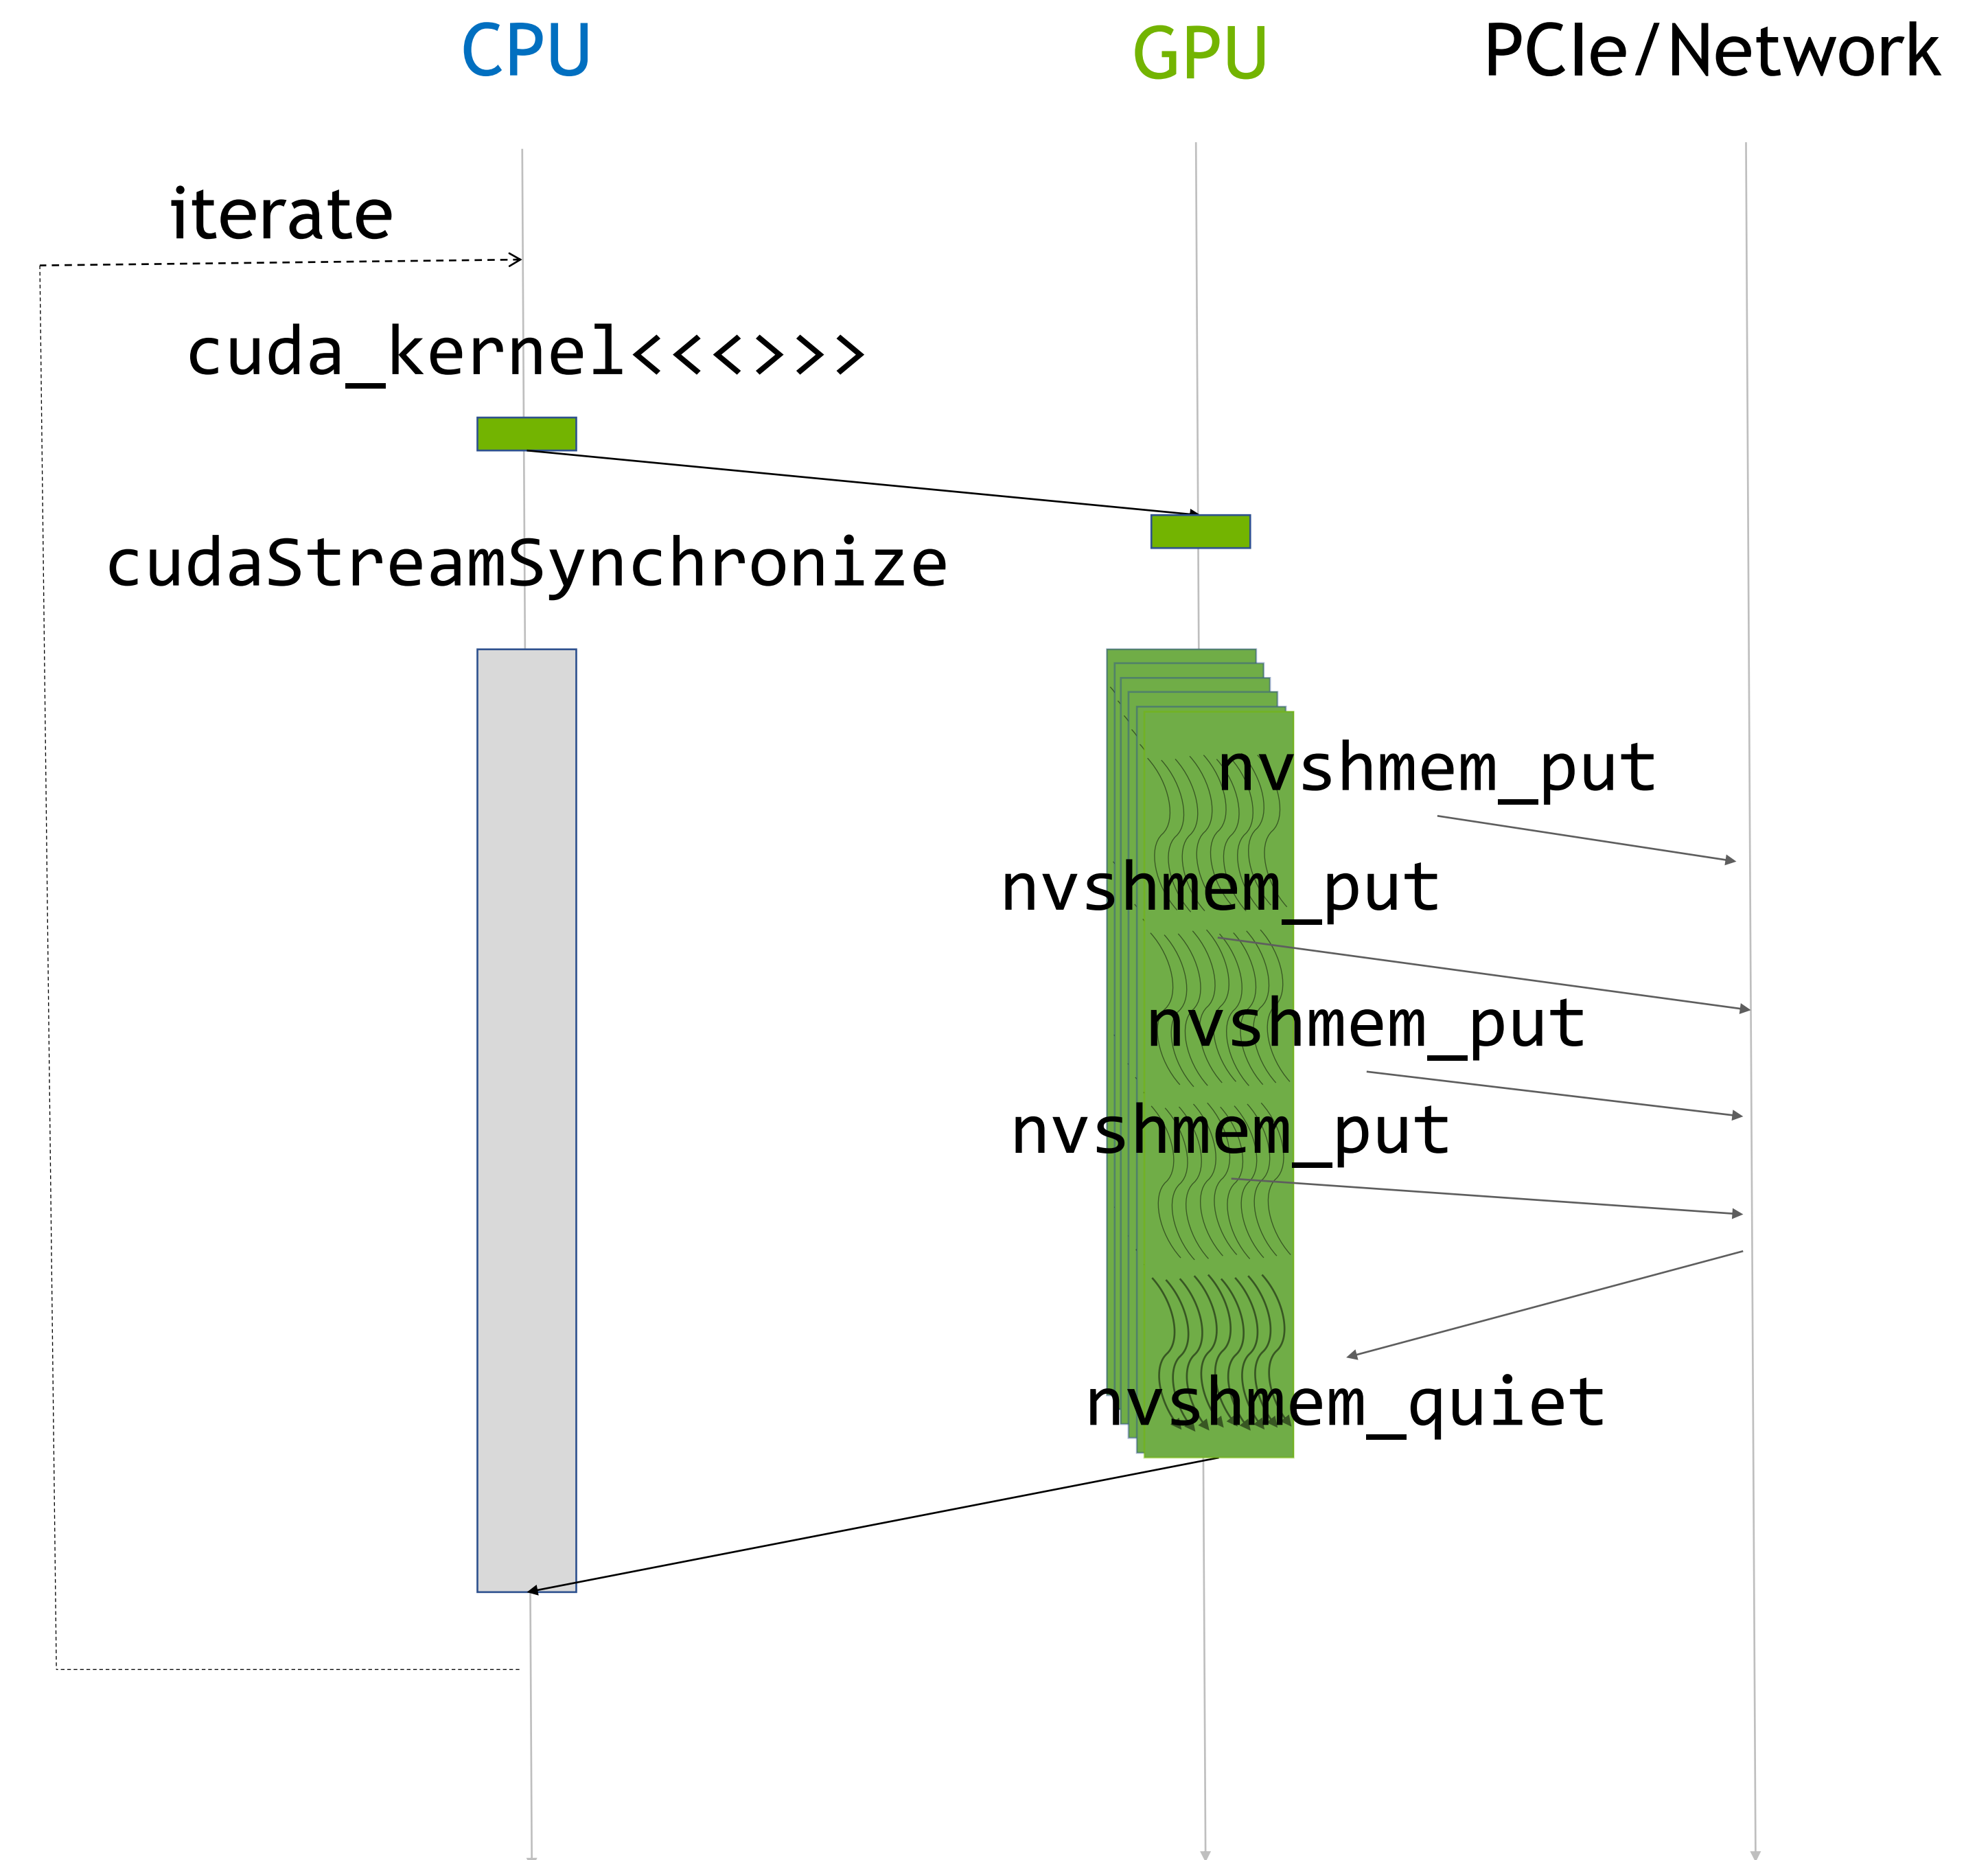 CPU
GPU
PCIe/Network
iterate
cuda_kernel<<<>>>
cudaStreamSynchronize
nvshmem_put
nvshmem_put
nvshmem_put
nvshmem_put
nvshmem_quiet